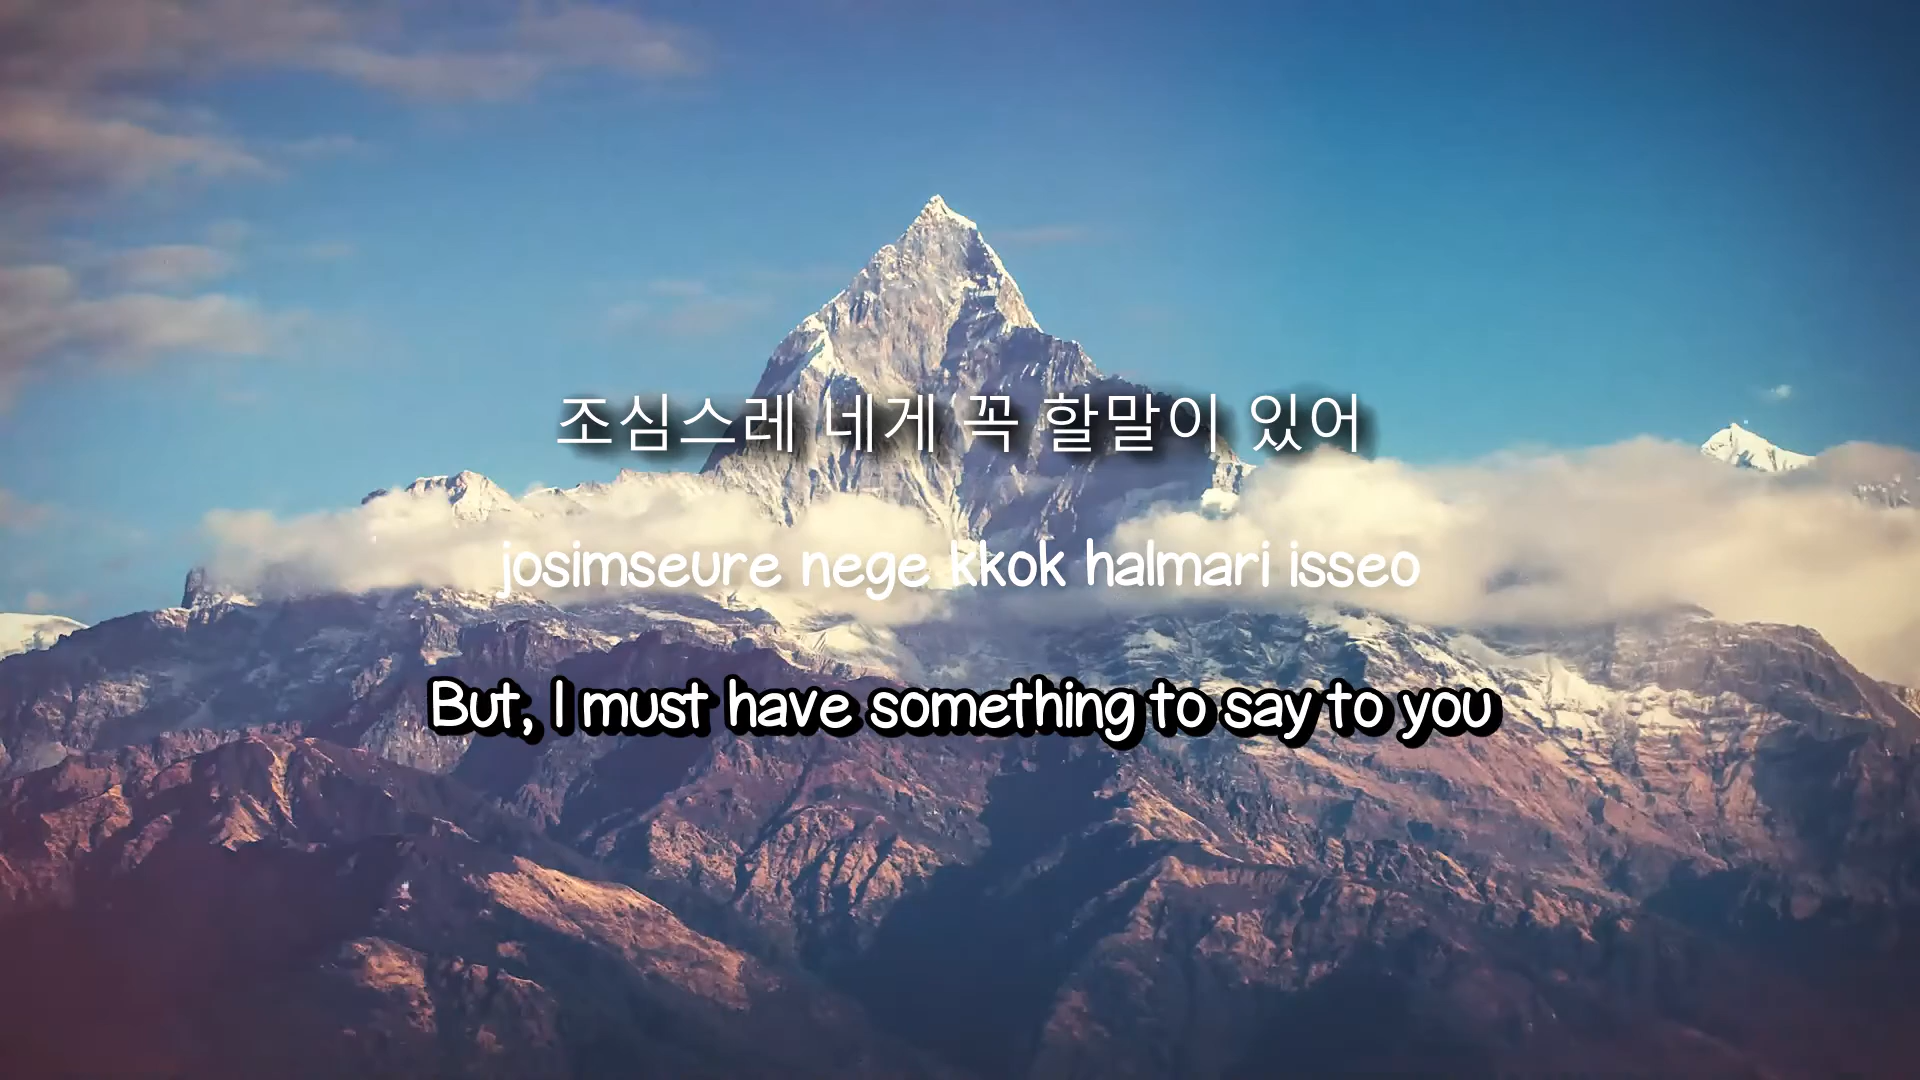 조심스레 네게 꼭 할말이 있어
josimseure nege kkok halmari isseo
But, I must have something to say to you